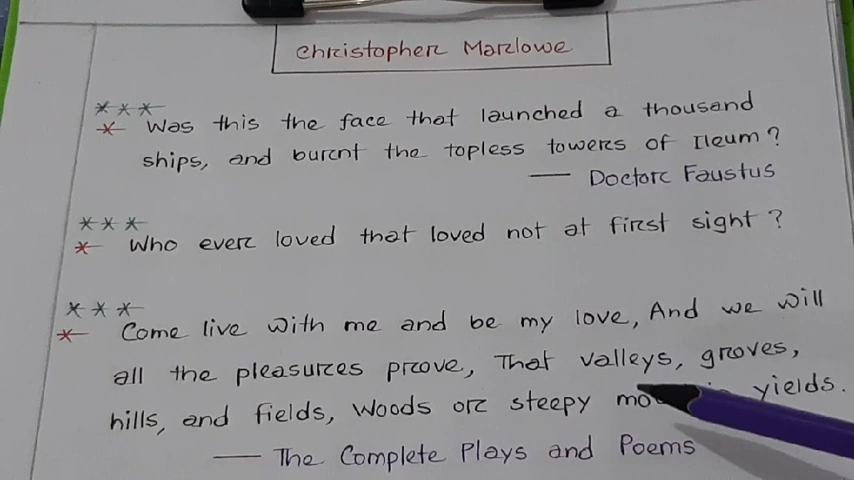 Christopher Marlowe
*** 
* Was this the face that launched a thousand
ships, and burnt the topless towers of Ileum?
— Doctor Faustus
***
* Who ever loved that loved not at first sight?
***
* Come live with me and be my love, And we will
all the pleasures prove, That valleys, groves,
hills, and fields, Woods or steepy yields.
— The Complete Plays and Poems